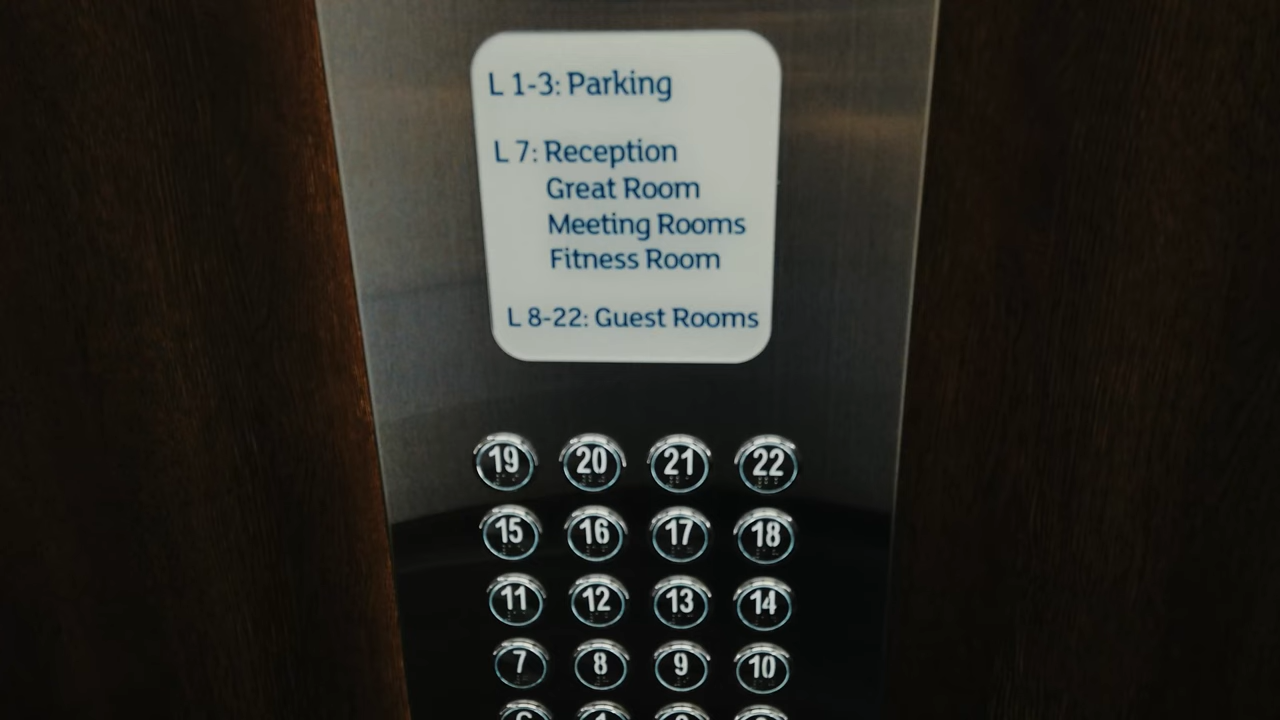 L 1-3: Parking
L 7: Reception
Great Room
Meeting Rooms
Fitness Room
L 8-22: Guest Rooms
19 20 21 22
15 16 17 18
11 12 13 14
7 8 9 10